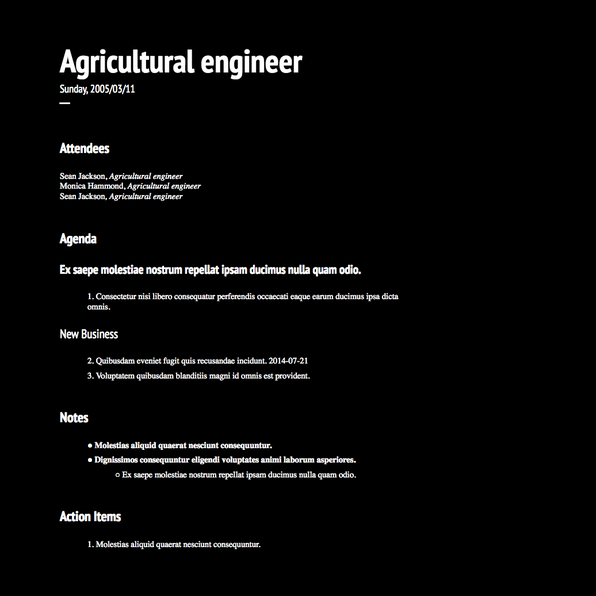 Agricultural engineer
Sunday, 2005/03/11
Attendees
Sean Jackson, Agricultural engineer
Monica Hammond, Agricultural engineer
Sean Jackson, Agricultural engineer
Agenda
Ex saepe molestiae nostrum repellat ipsam ducimus nulla quam odio.
1. Consectetur nisi libero consequatur perferendis occaecati eaque earum ducimus ipsa dicta
omnis.
New Business
2. Quibusdam eveniet fugit quis recusandae incidunt. 2014-07-21
3. Voluptatem quibusdam blanditiis magni id omnis est provident.
Notes
● Molestias aliquid quaerat nesciunt consequuntur.
● Dignissimos consequuntur eligendi voluptates animi laborum asperiores.
○ Ex saepe molestiae nostrum repellat ipsam ducimus nulla quam odio.
Action Items
1. Molestias aliquid quaerat nesciunt consequuntur.